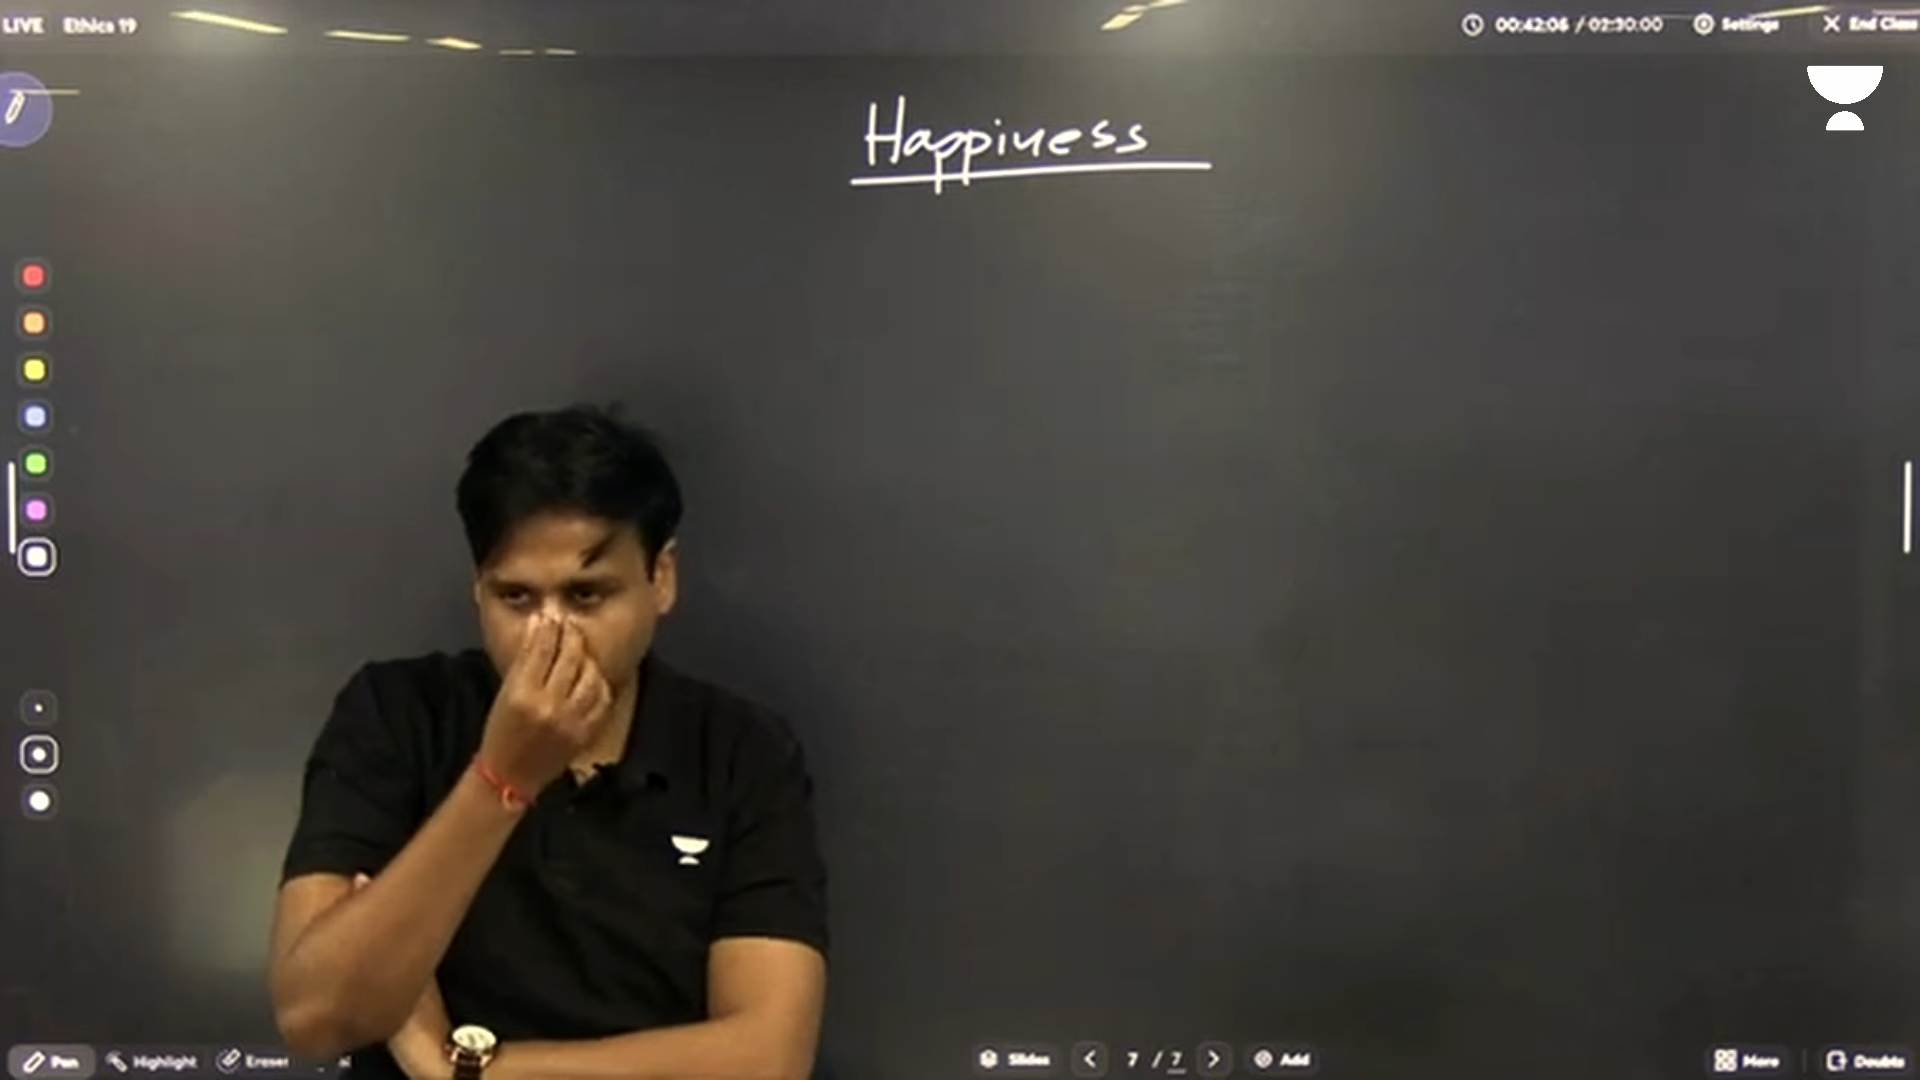 LIVE Ethics 19 00:42:06 / 02:30:00 Settings End Class
Happiness
Pen Highlight Eraser Slides 7 / 7 Add More Doubts